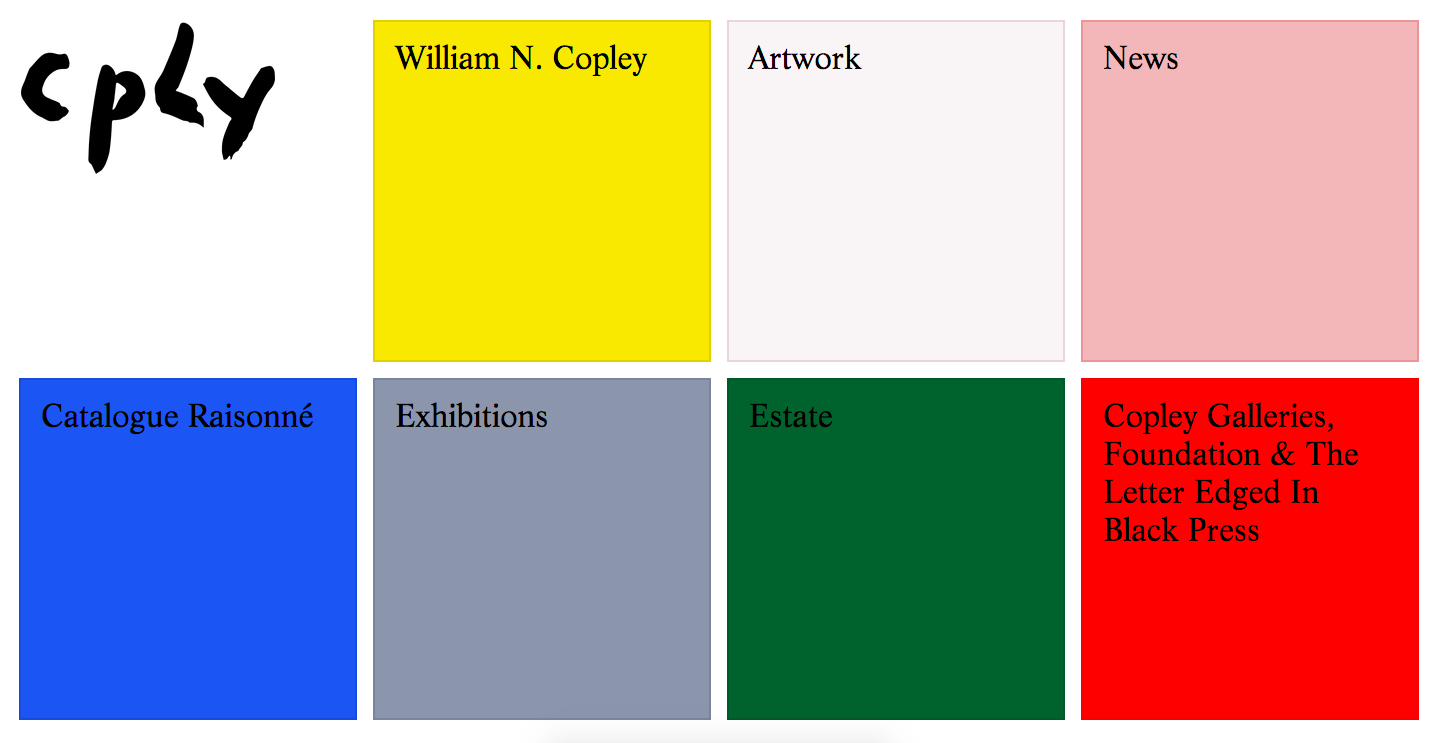 cply
William N. Copley
Artwork
News
Catalogue Raisonné
Exhibitions
Estate
Copley Galleries,
Foundation & The
Letter Edged In
Black Press